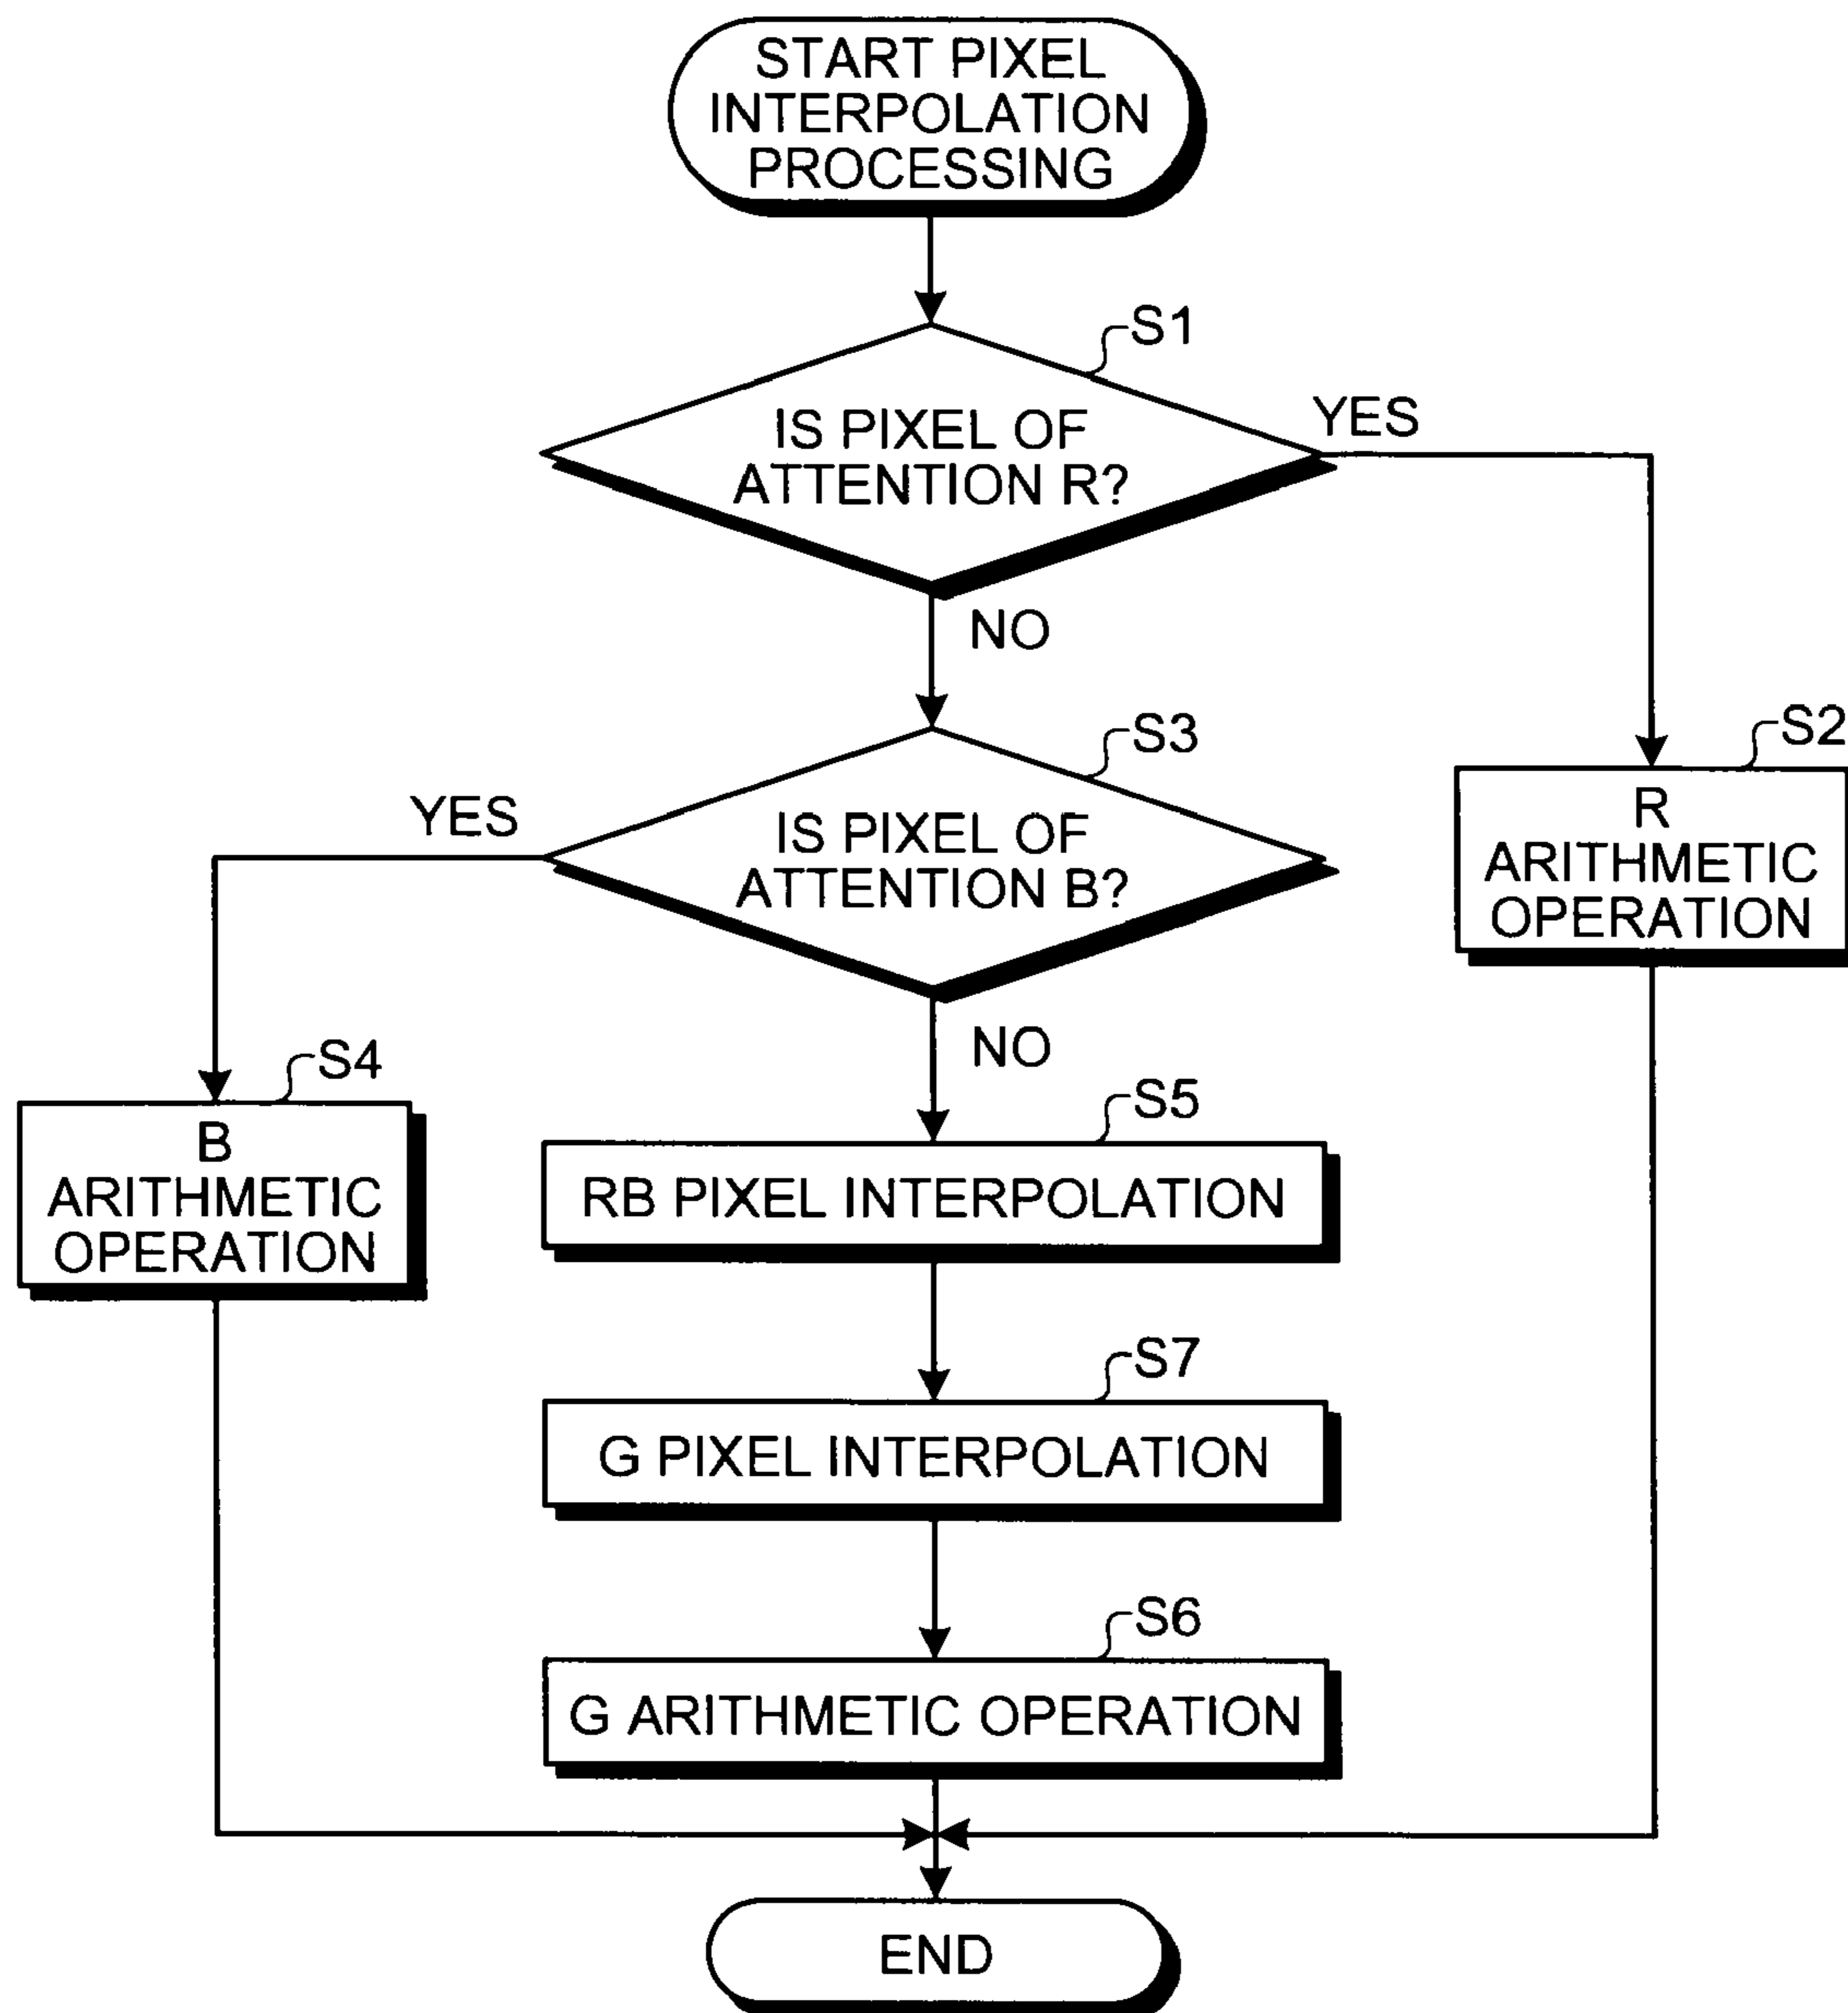 START PIXEL
INTERPOLATION
PROCESSING
S1
IS PIXEL OF
ATTENTION R?
YES
NO
S3
IS PIXEL OF
ATTENTION B?
YES
S2
R
ARITHMETIC
OPERATION
NO
S4
B
ARITHMETIC
OPERATION
S5
RB PIXEL INTERPOLATION
S7
G PIXEL INTERPOLATION
S6
G ARITHMETIC OPERATION
END